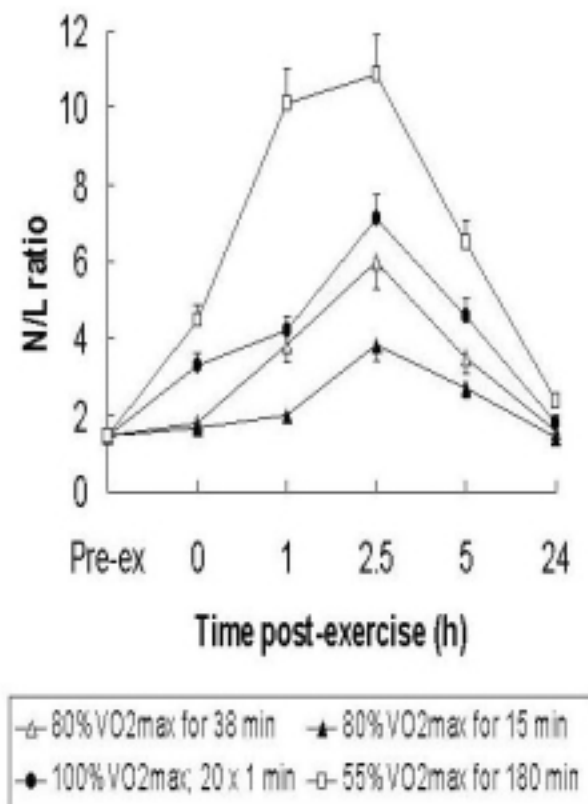 12
10
8
6
4
2
0
N/L ratio
Pre-ex 0 1 2.5 5 24
Time post-exercise (h)
80%VO2max for 38 min 80%VO2max for 15 min
100%VO2max; 20 x 1 min 55%VO2max for 180 min